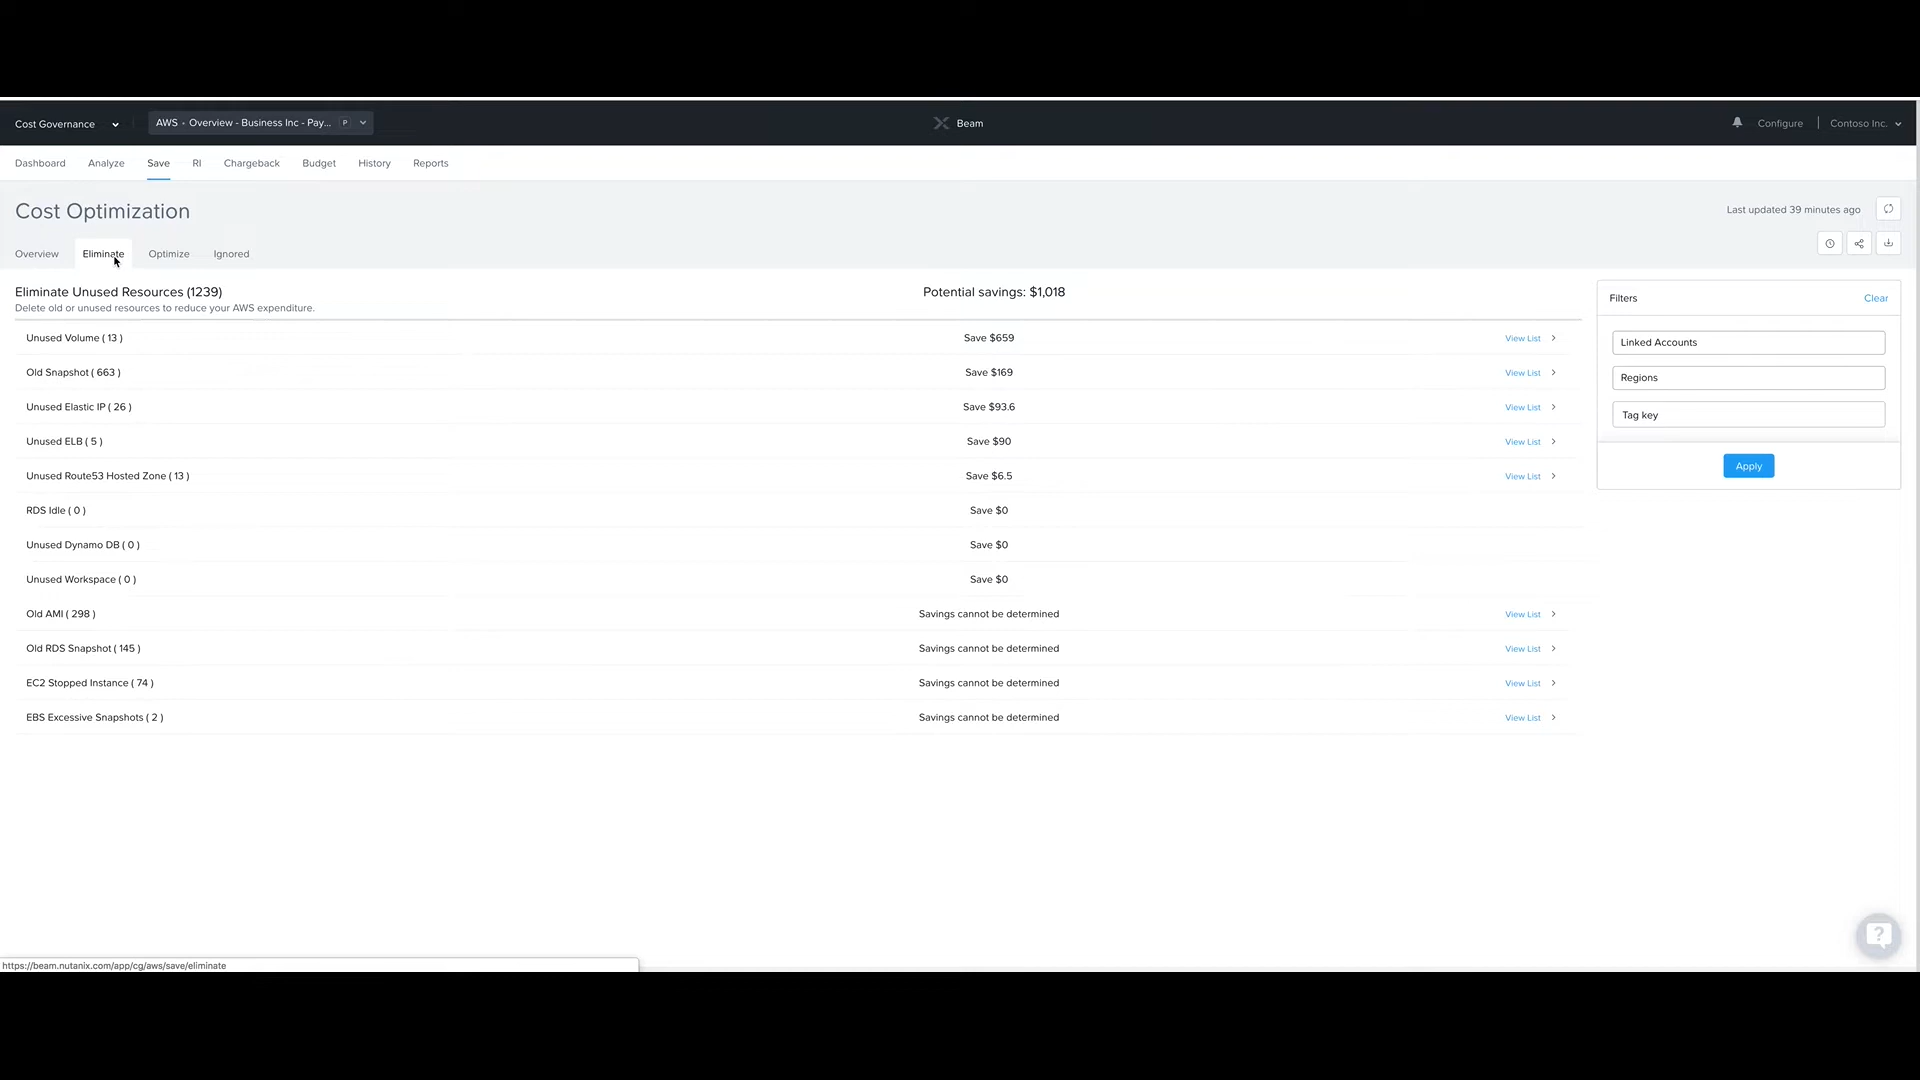 Cost Governance
AWS - Overview - Business Inc - Pay... P
Beam
Configure
Contoso Inc.
Dashboard Analyze Save RI Chargeback Budget History Reports
Cost Optimization
Last updated 39 minutes ago
Overview Eliminate Optimize Ignored
Eliminate Unused Resources (1239)
Potential savings: $1,018
Delete old or unused resources to reduce your AWS expenditure.
Unused Volume ( 13 ) Save $659 View List
Old Snapshot ( 663 ) Save $169 View List
Unused Elastic IP ( 26 ) Save $93.6 View List
Unused ELB ( 5 ) Save $90 View List
Unused Route53 Hosted Zone ( 13 ) Save $6.5 View List
RDS Idle ( 0 ) Save $0
Unused Dynamo DB ( 0 ) Save $0
Unused Workspace ( 0 ) Save $0
Old AMI ( 298 ) Savings cannot be determined View List
Old RDS Snapshot ( 145 ) Savings cannot be determined View List
EC2 Stopped Instance ( 74 ) Savings cannot be determined View List
EBS Excessive Snapshots ( 2 ) Savings cannot be determined View List
Filters Clear
Linked Accounts
Regions
Tag key
Apply
?
https://beam.nutanix.com/app/cg/aws/save/eliminate